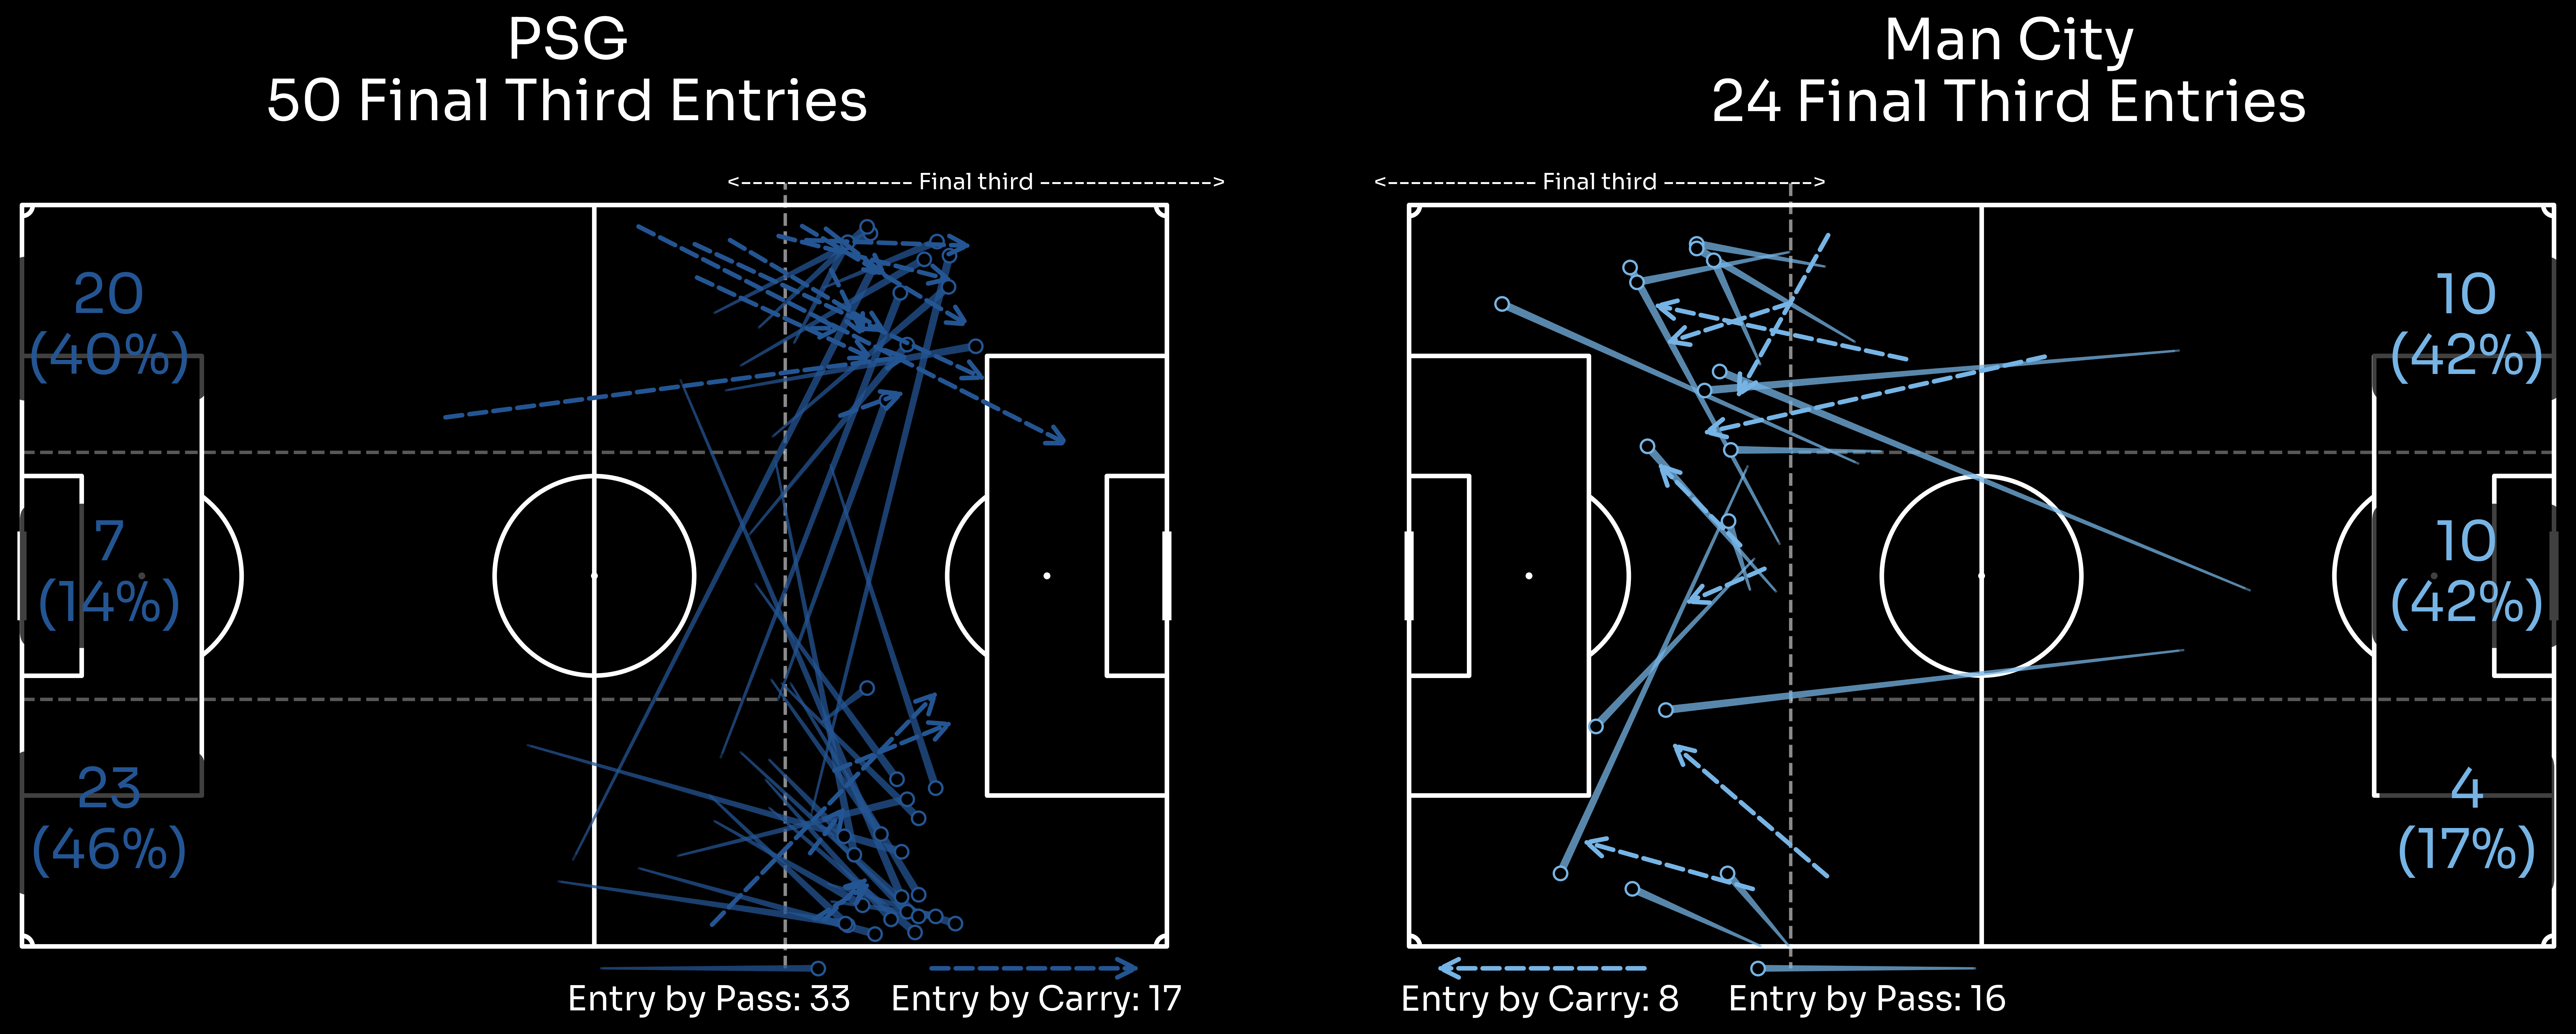 PSG
50 Final Third Entries
Man City
24 Final Third Entries
<--------------- Final third ---------------->
<-------------- Final third -------------->
20
(40%)
7
(14%)
23
(46%)
10
(42%)
10
(42%)
4
(17%)
Entry by Pass: 33
Entry by Carry: 17
Entry by Carry: 8
Entry by Pass: 16